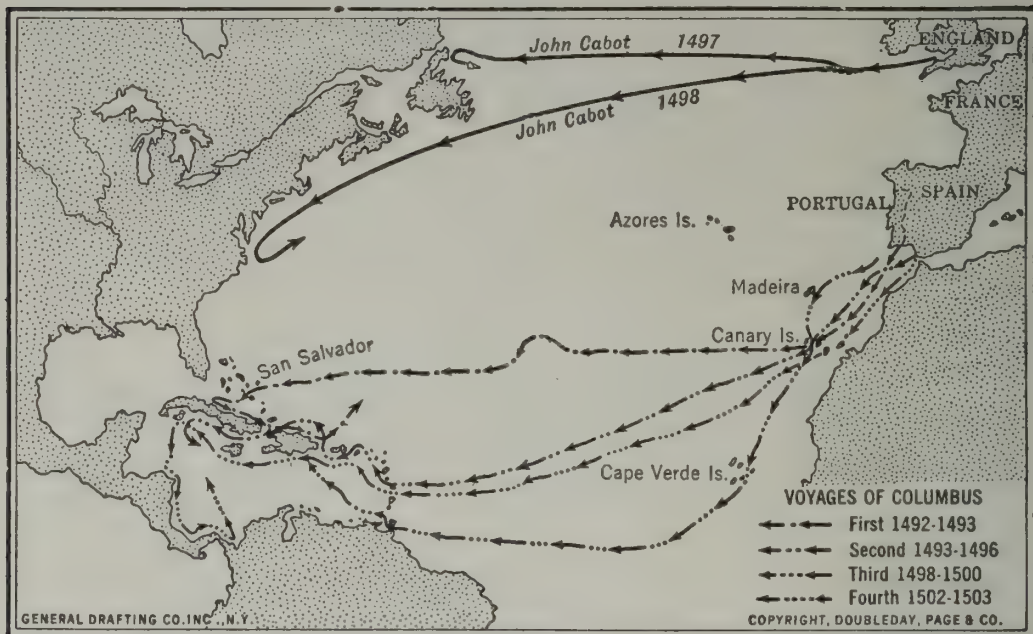 John Cabot 1497
ENGLAND
John Cabot 1498
FRANCE
PORTUGAL
SPAIN
Azores Is.
Madeira
Canary Is.
San Salvador
Cape Verde Is.
VOYAGES OF COLUMBUS
First 1492-1493
Second 1493-1496
Third 1498-1500
Fourth 1502-1503
GENERAL DRAFTING CO.INC.,N.Y.
COPYRIGHT, DOUBLEDAY, PAGE & CO.